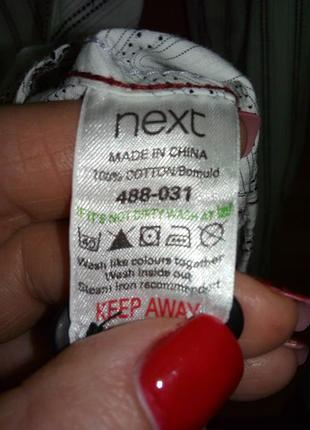 next
MADE IN CHINA
100% COTTON/Bomuld
488-031
IF IT'S NOT DIRTY WASH AT
40
Wash like colours together
Wash inside out
Steam iron recommended
KEEP AWAY